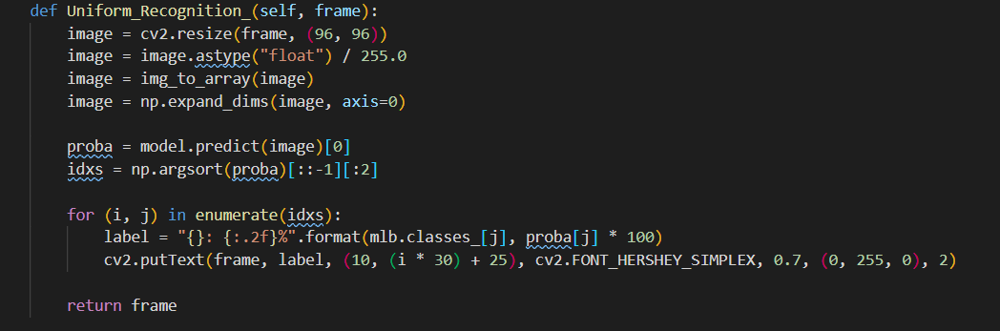 def Uniform_Recognition_(self, frame):
    image = cv2.resize(frame, (96, 96))
    image = image.astype("float") / 255.0
    image = img_to_array(image)
    image = np.expand_dims(image, axis=0)

    proba = model.predict(image)[0]
    idxs = np.argsort(proba)[::-1][:2]

    for (i, j) in enumerate(idxs):
        label = "{}: {:.2f}%".format(mlb.classes_[j], proba[j] * 100)
        cv2.putText(frame, label, (10, (i * 30) + 25), cv2.FONT_HERSHEY_SIMPLEX, 0.7, (0, 255, 0), 2)

    return frame